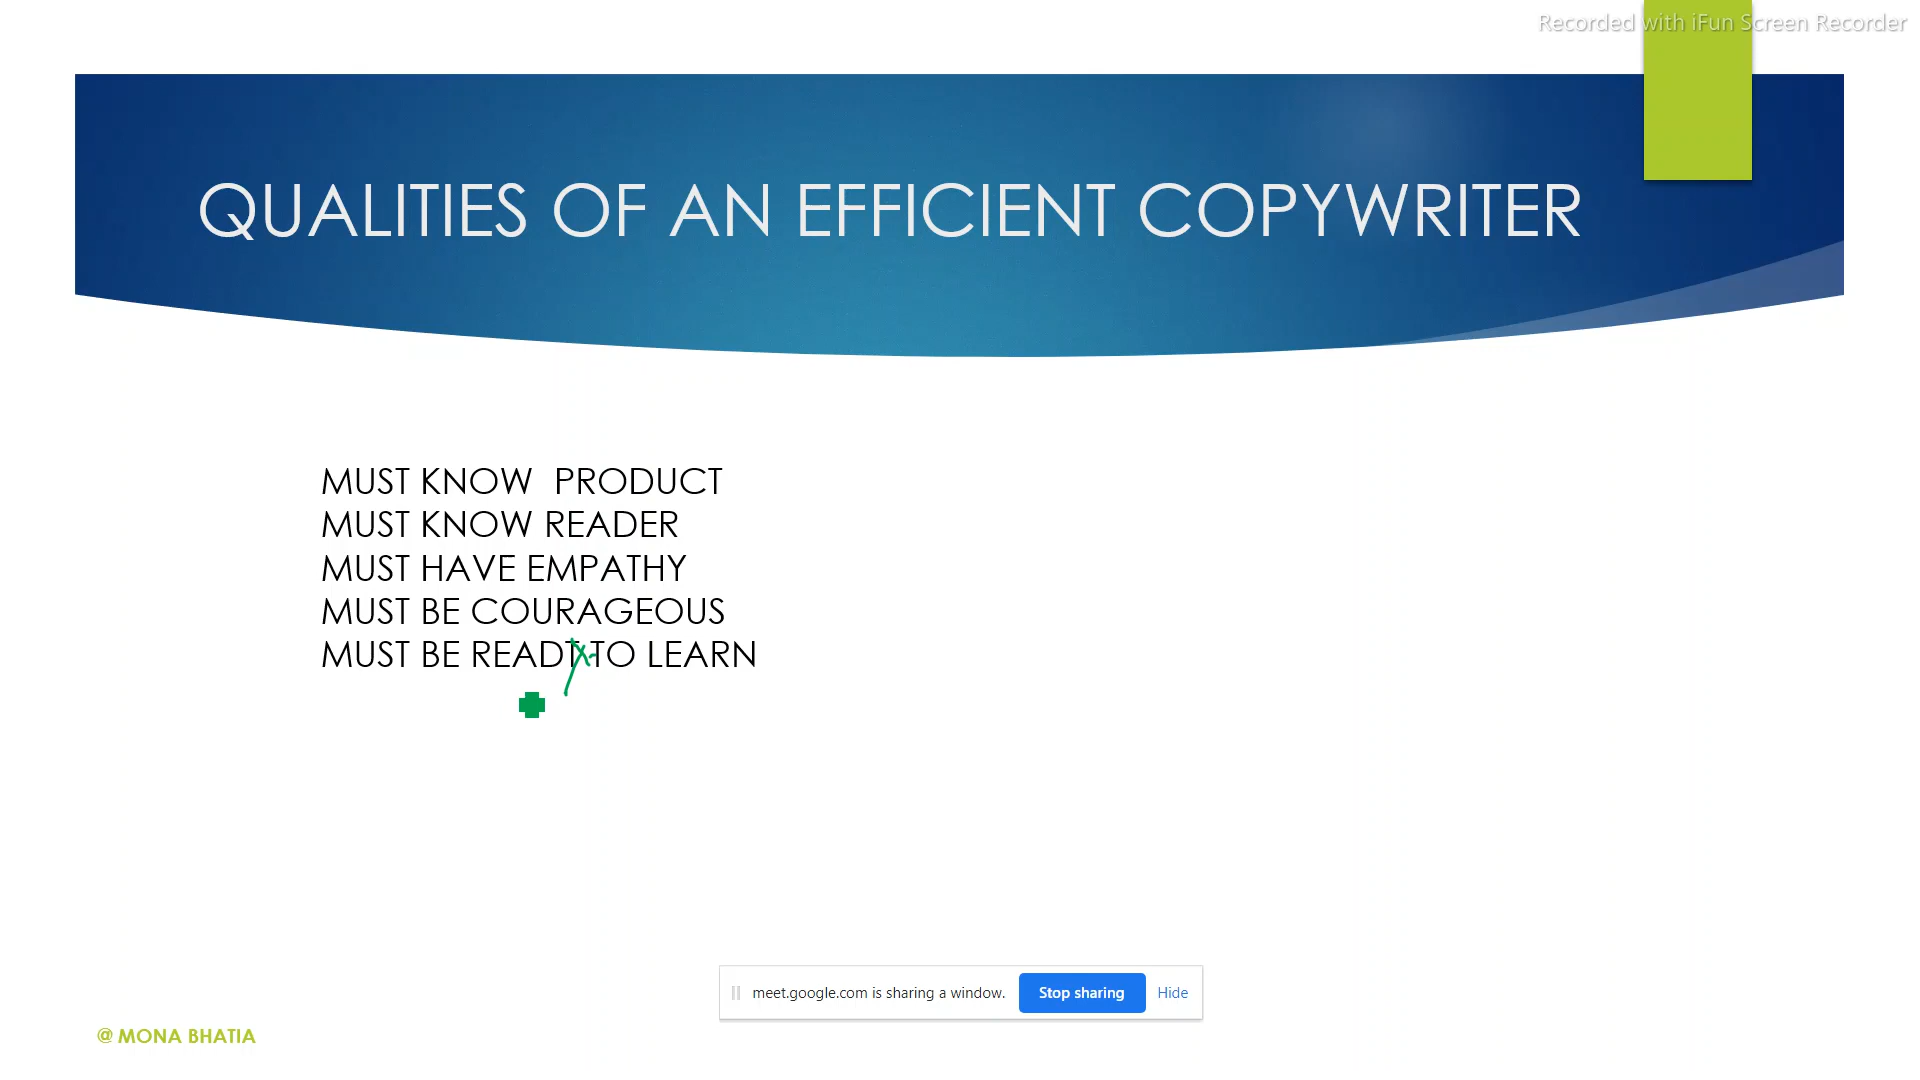 Recorded with iFun Screen Recorder
QUALITIES OF AN EFFICIENT COPYWRITER
MUST KNOW  PRODUCT
MUST KNOW READER
MUST HAVE EMPATHY
MUST BE COURAGEOUS
MUST BE READY TO LEARN
meet.google.com is sharing a window. Stop sharing Hide
@ MONA BHATIA